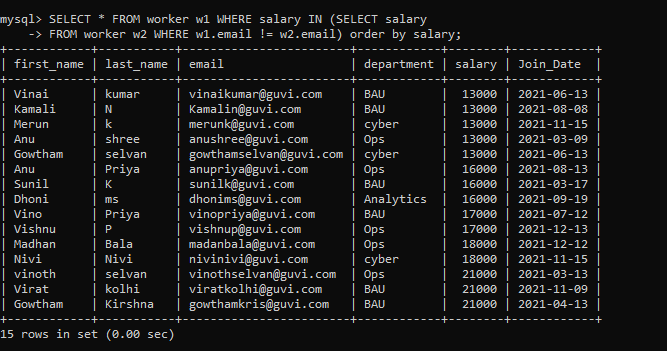 mysql> SELECT * FROM worker w1 WHERE salary IN (SELECT salary
    -> FROM worker w2 WHERE w1.email != w2.email) order by salary;
+------------+-----------+-----------------------+------------+--------+------------+
| first_name | last_name | email                 | department | salary | Join_Date  |
+------------+-----------+-----------------------+------------+--------+------------+
| Vinai      | kumar     | vinaikumar@guvi.com   | BAU        |  13000 | 2021-06-13 |
| Kamali     | N         | Kamalin@guvi.com      | BAU        |  13000 | 2021-08-08 |
| Merun      | k         | merunk@guvi.com       | cyber      |  13000 | 2021-11-15 |
| Anu        | shree     | anushree@guvi.com     | Ops        |  13000 | 2021-03-09 |
| Gowtham    | selvan    | gowthamselvan@guvi.com | cyber      |  13000 | 2021-06-13 |
| Anu        | Priya     | anupriya@guvi.com     | Ops        |  16000 | 2021-08-13 |
| Sunil      | K         | sunilk@guvi.com       | BAU        |  16000 | 2021-03-17 |
| Dhoni      | ms        | dhonims@guvi.com      | Analytics  |  16000 | 2021-09-19 |
| Vino       | Priya     | vinopriya@guvi.com    | BAU        |  17000 | 2021-07-12 |
| Vishnu     | P         | vishnup@guvi.com      | Ops        |  17000 | 2021-12-13 |
| Madhan     | Bala      | madanbala@guvi.com    | Ops        |  18000 | 2021-12-12 |
| Nivi       | Nivi      | nivinivi@guvi.com     | cyber      |  18000 | 2021-11-15 |
| vinoth     | selvan    | vinothselvan@guvi.com | Ops        |  21000 | 2021-03-13 |
| Virat      | kolhi     | viratkolhi@guvi.com   | BAU        |  21000 | 2021-11-09 |
| Gowtham    | Kirshna   | gowthamkris@guvi.com  | BAU        |  21000 | 2021-04-13 |
+------------+-----------+-----------------------+------------+--------+------------+
15 rows in set (0.00 sec)